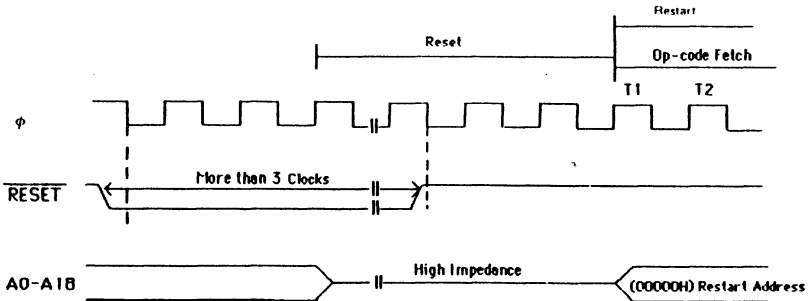 Restart
Reset
Op-code Fetch
T1 T2
φ
More than 3 Clocks
RESET
High Impedance
A0-A18 (00000H) Restart Address